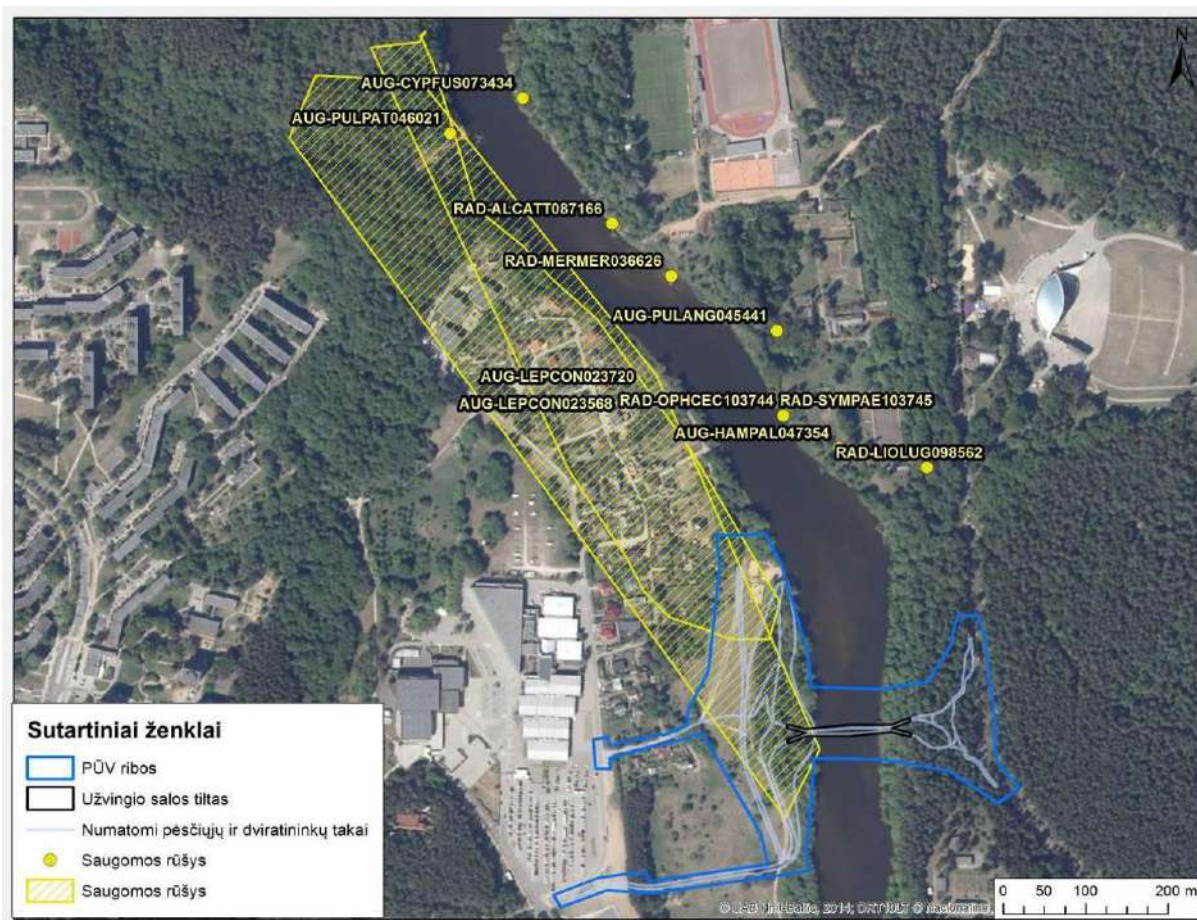 N
AUG-CYPFUS073434
AUG-PULPAT046021
RAD-ALCATT087166
RAD-MERMER036626
AUG-PULANG045441
AUG-LEPCON023720
AUG-LEPCON023568
RAD-OPHCEC103744
RAD-SYMPAE103745
AUG-HAMPAL047354
RAD-LIOLUG098562
Sutartiniai ženklai
PŪV ribos
Užvingio salos tiltas
Numatomi pėsčiųjų ir dviratininkų takai
Saugomos rūšys
Saugomos rūšys
0 50 100 200 m
2014; ORT10LT ©